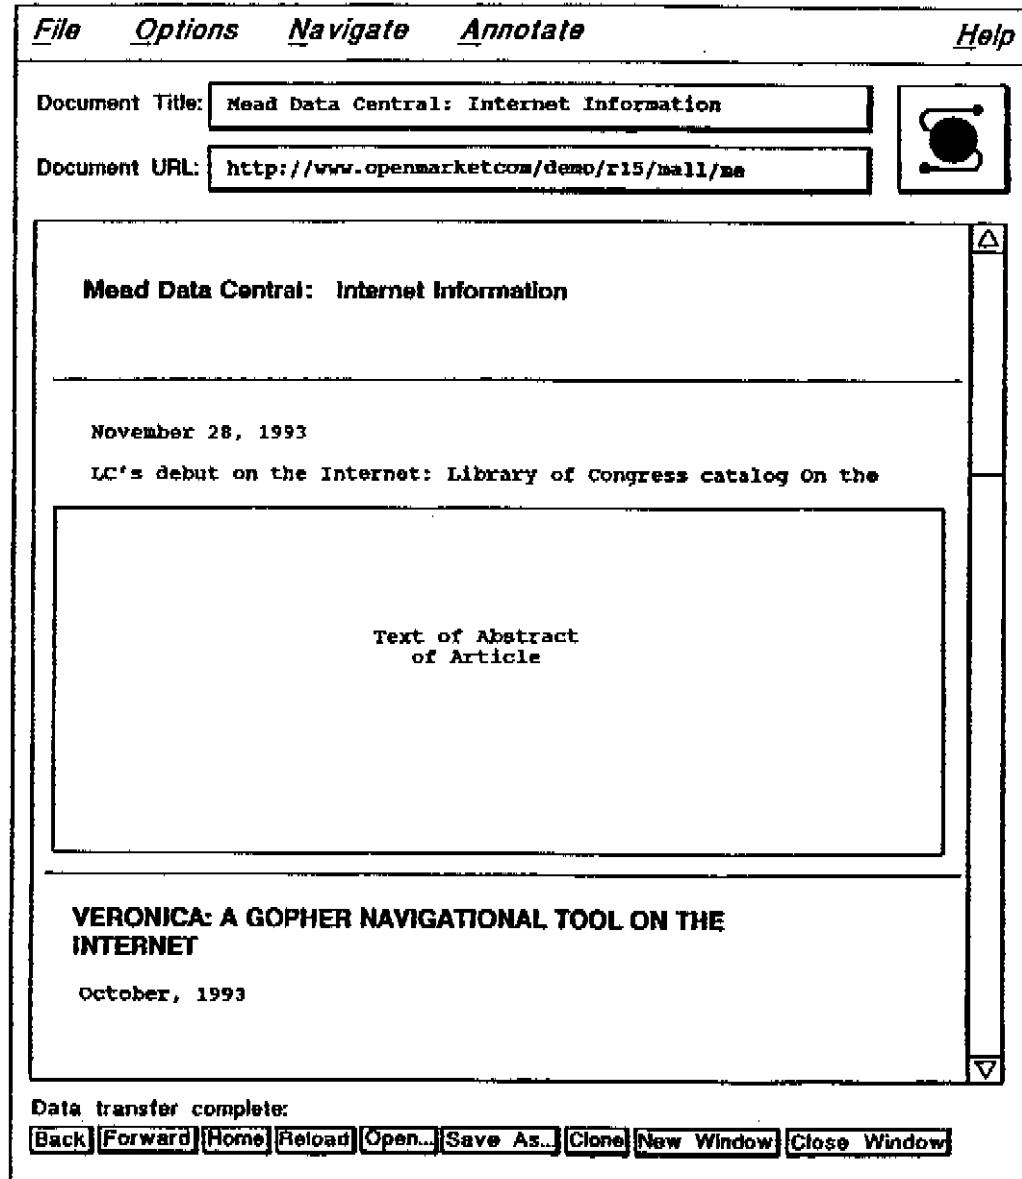 File Options Navigate Annotate Help
Document Title: Mead Data Central: Internet Information
Document URL: http://www.openmarketcom/demo/r15/mall/me
Mead Data Central: Internet Information
November 28, 1993
LC's debut on the Internet: Library of Congress catalog On the
Text of Abstract
of Article
VERONICA: A GOPHER NAVIGATIONAL TOOL ON THE
INTERNET
October, 1993
Data transfer complete:
Back Forward Home Reload Open... Save As... Clone New Window Close Window